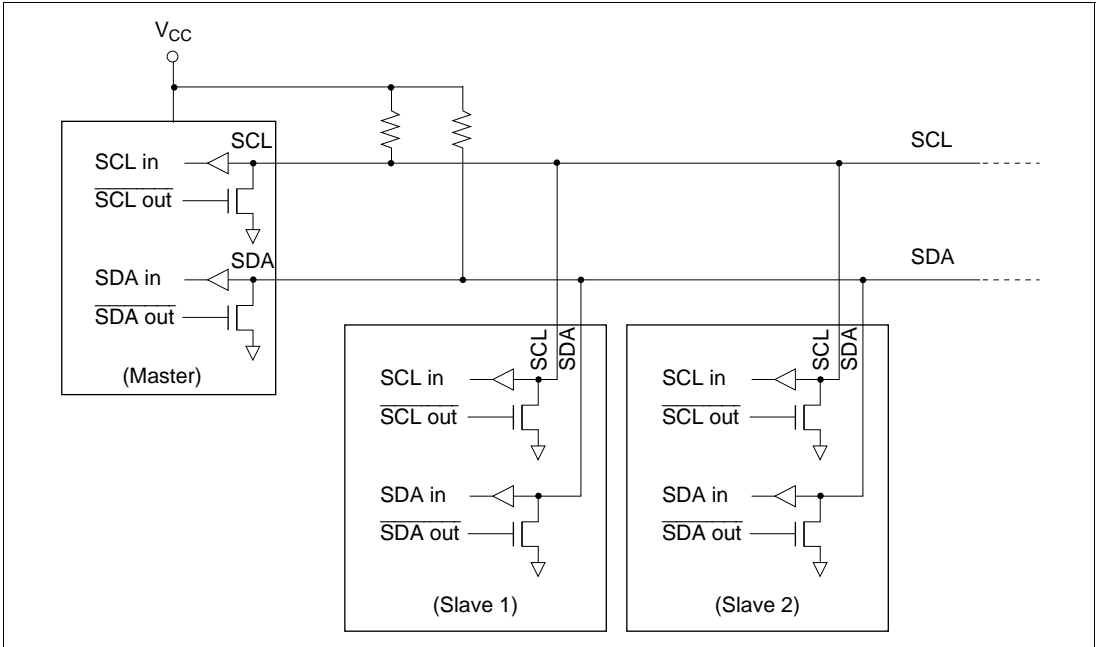 VCC
SCL
SCL in
SCL out
SDA
SDA in
SDA out
(Master)
SCL
SDA
SCL
SDA
SCL in
SCL out
SDA in
SDA out
(Slave 1)
SCL
SDA
SCL in
SCL out
SDA in
SDA out
(Slave 2)